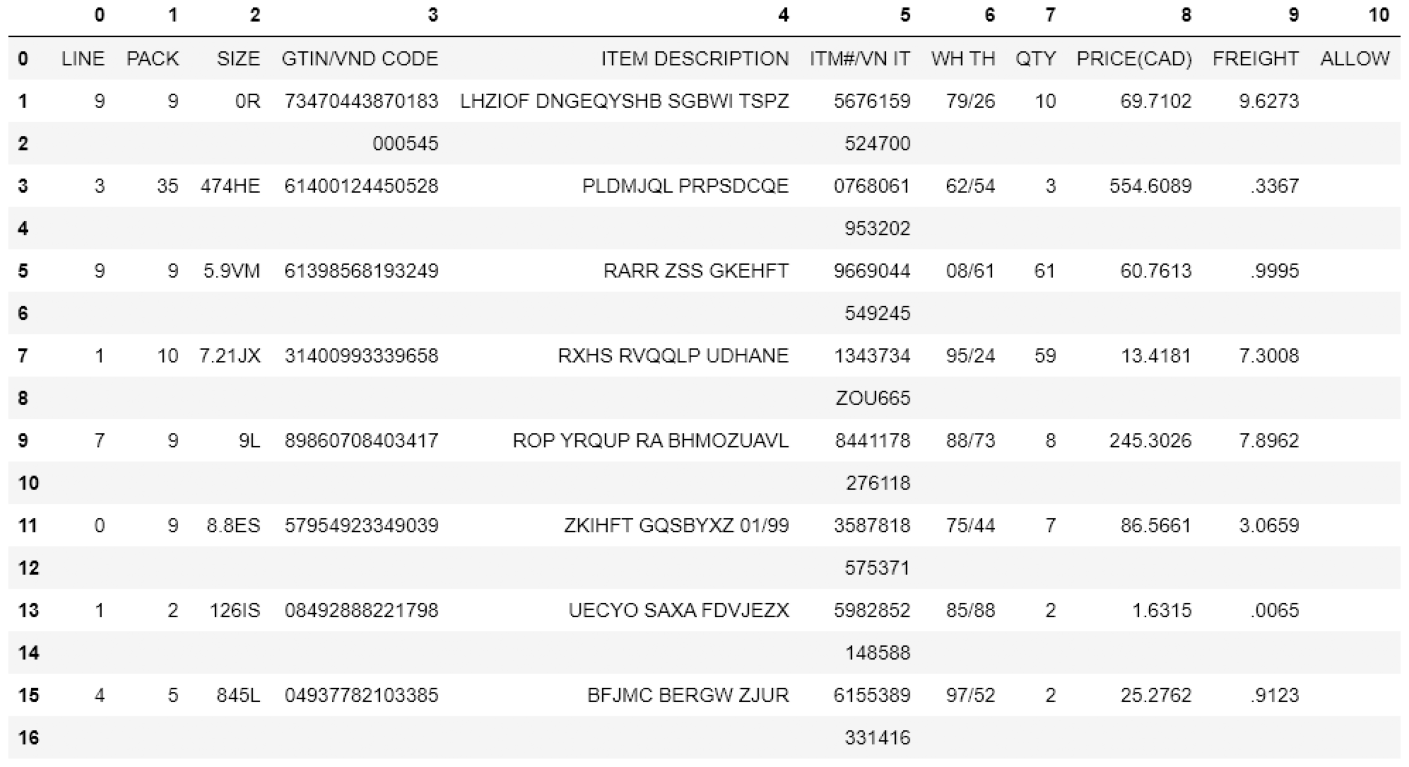 0 1 2 3 4 5 6 7 8 9 10
0 LINE PACK SIZE GTIN/VND CODE ITEM DESCRIPTION ITM#/VN IT WH TH QTY PRICE(CAD) FREIGHT ALLOW
1 9 9 0R 73470443870183 LHZIOF DNGEQYSHB SGBWI TSPZ 5676159 79/26 10 69.7102 9.6273
2 000545 524700
3 3 35 474HE 61400124450528 PLDMJQL PRPSDCQE 0768061 62/54 3 554.6089 .3367
4 953202
5 9 9 5.9VM 61398568193249 RARR ZSS GKEHFT 9669044 08/61 61 60.7613 .9995
6 549245
7 1 10 7.21JX 31400993339658 RXHS RVQQLP UDHANE 1343734 95/24 59 13.4181 7.3008
8 ZOU665
9 7 9 9L 89860708403417 ROP YRQUP RA BHMOZUAVL 8441178 88/73 8 245.3026 7.8962
10 276118
11 0 9 8.8ES 57954923349039 ZKIHFT GQSBYXZ 01/99 3587818 75/44 7 86.5661 3.0659
12 575371
13 1 2 126IS 08492888221798 UECYO SAXA FDVJEZX 5982852 85/88 2 1.6315 .0065
14 148588
15 4 5 845L 04937782103385 BFJMC BERGW ZJUR 6155389 97/52 2 25.2762 .9123
16 331416